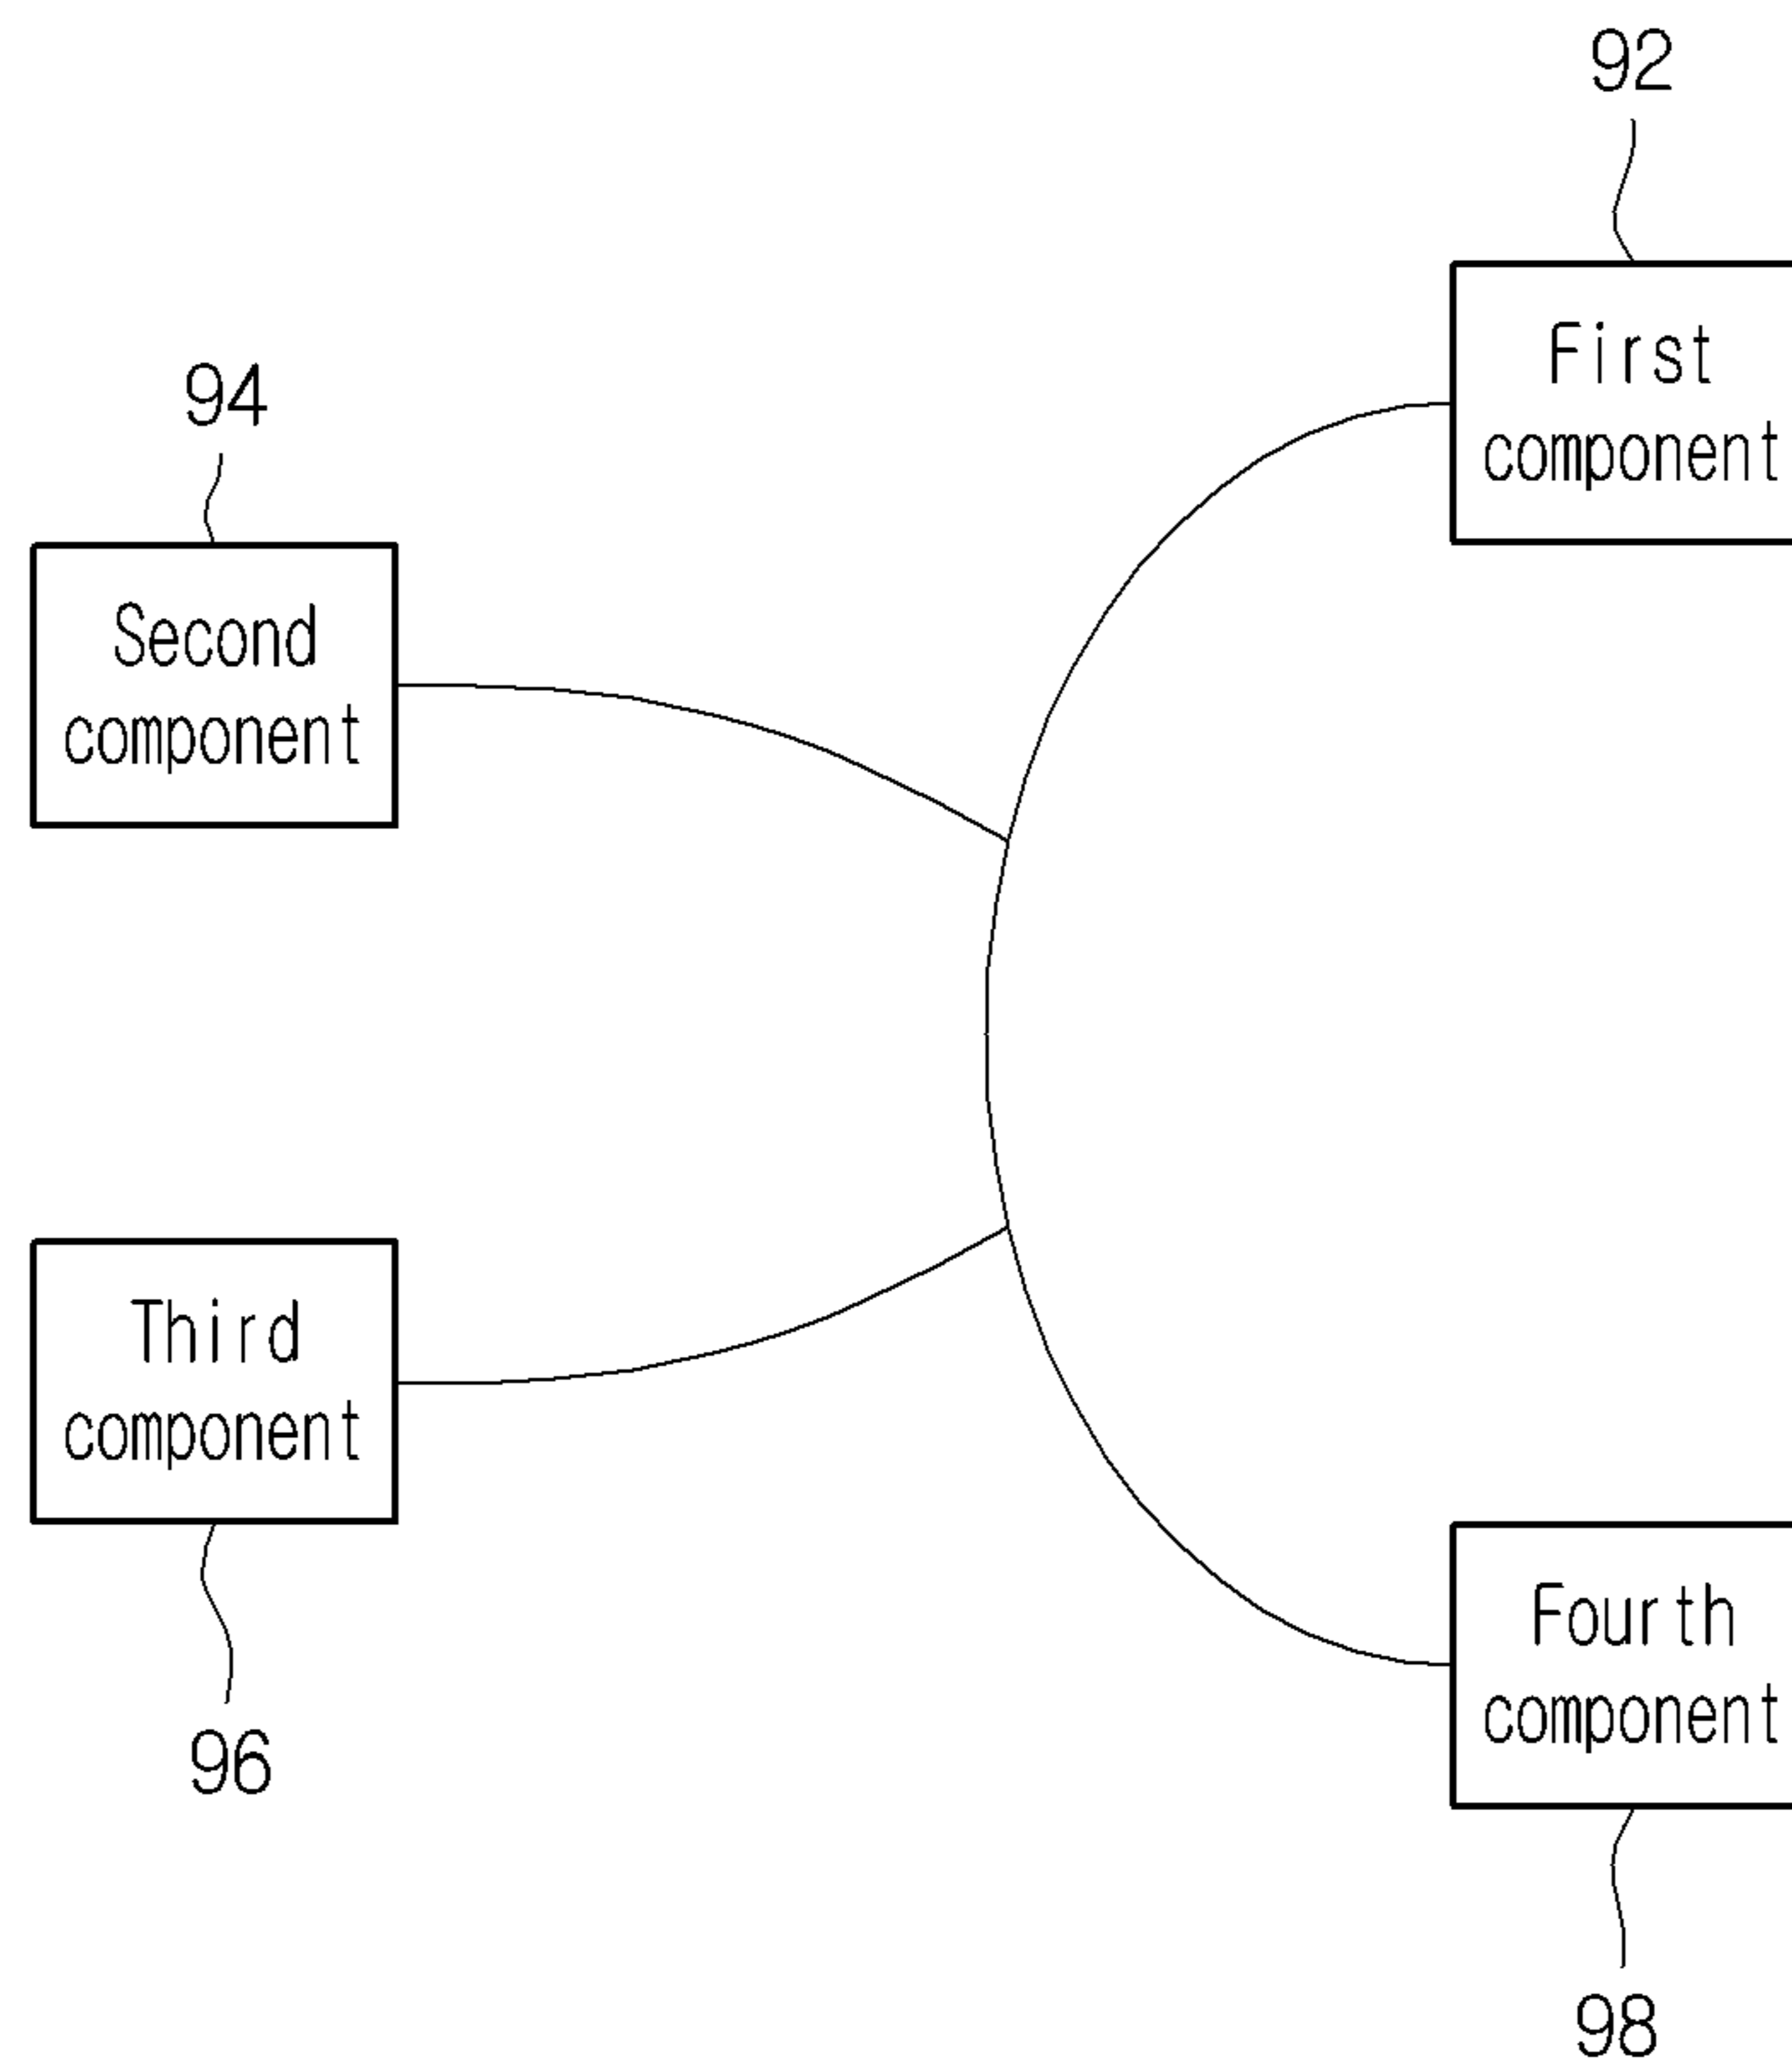 92
First
component
94
Second
component
Third
component
96
Fourth
component
98